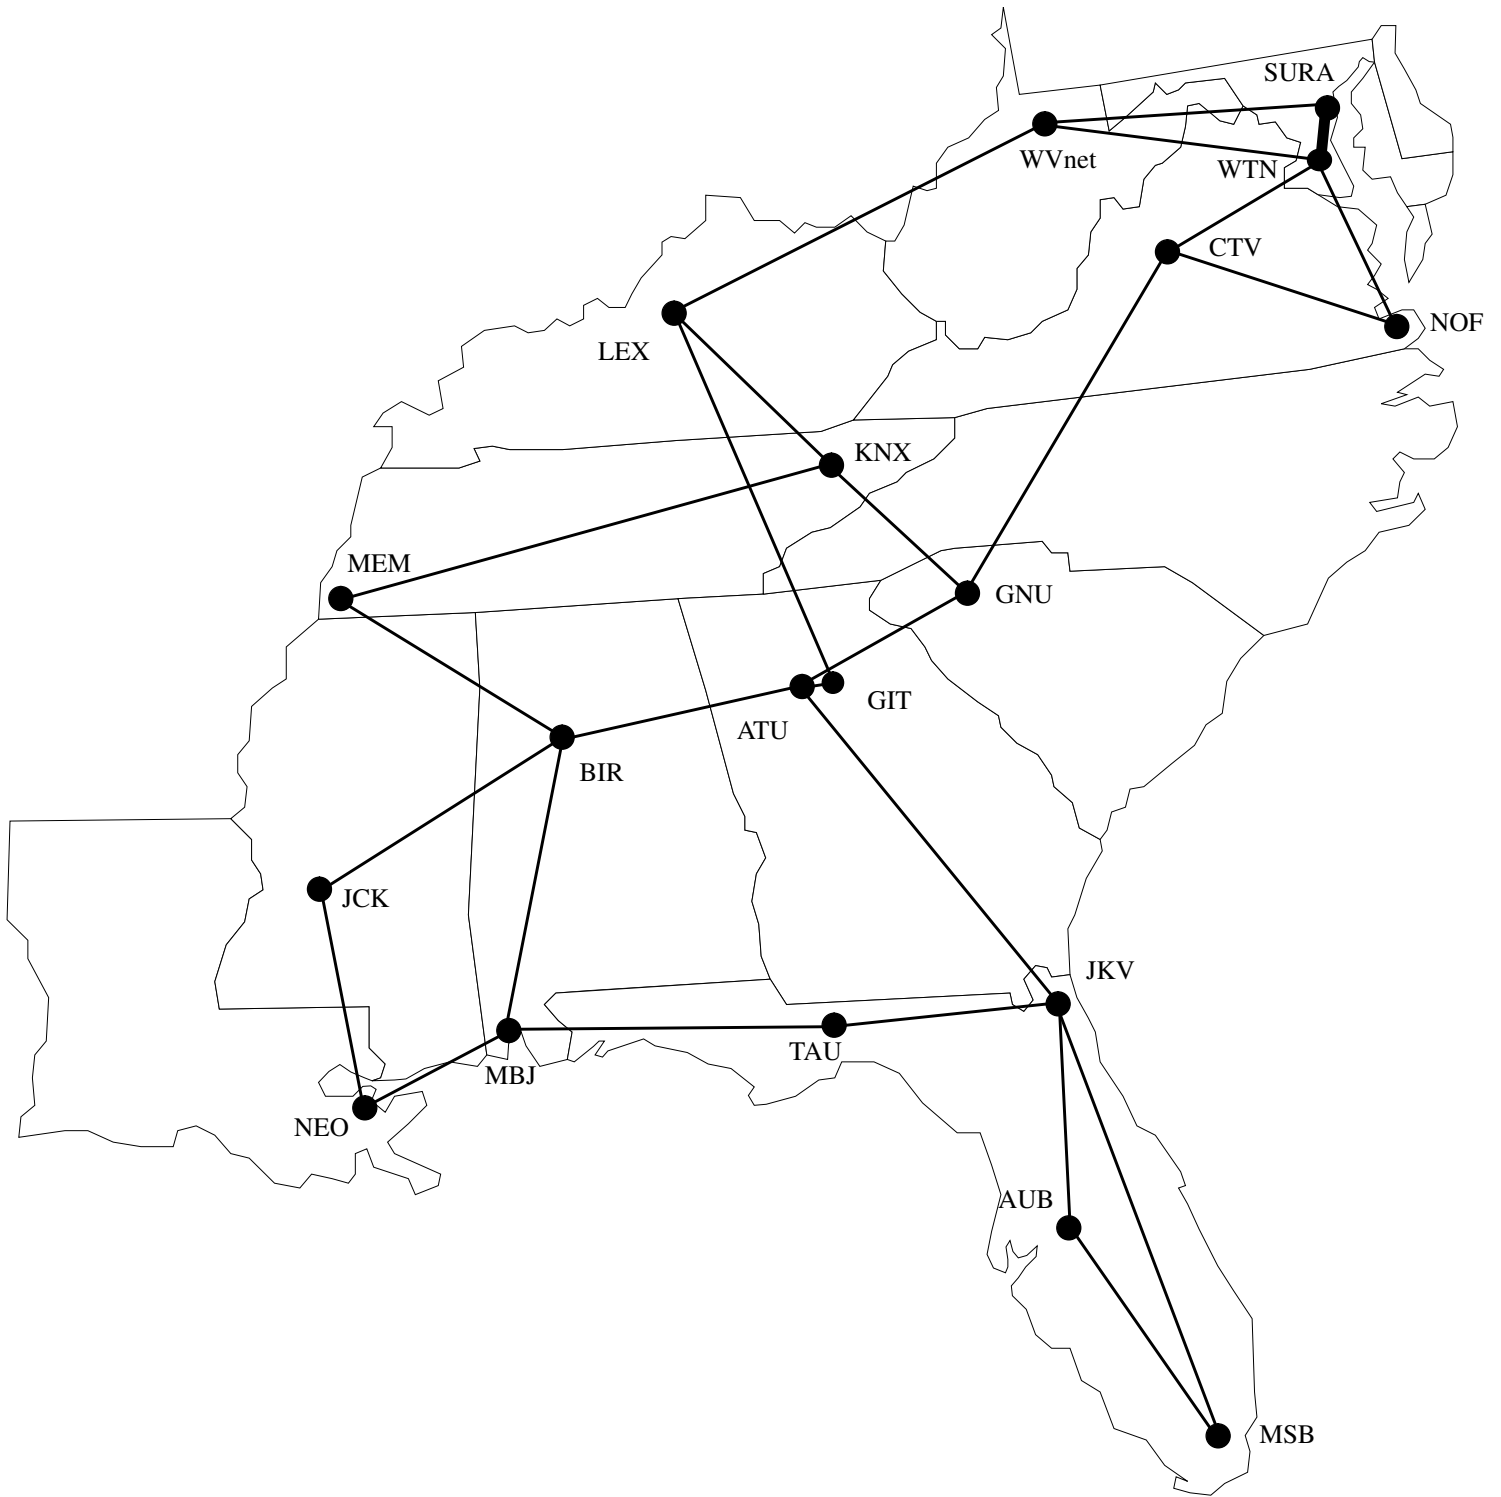 SURA
WVnet
WTN
CTV
NOF
LEX
KNX
MEM
GNU
GIT
ATU
BIR
JCK
JKV
TAU
MBJ
NEO
AUB
MSB